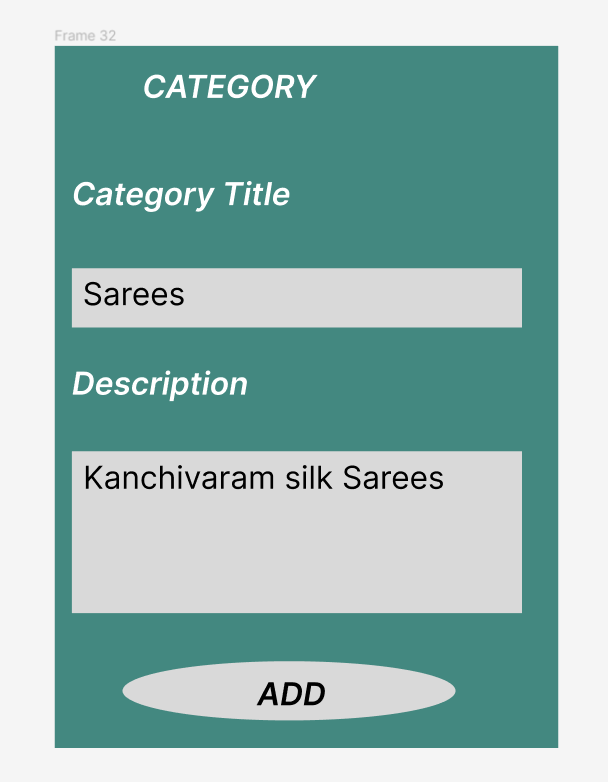 Frame 32
CATEGORY
Category Title
Sarees
Description
Kanchivaram silk Sarees
ADD